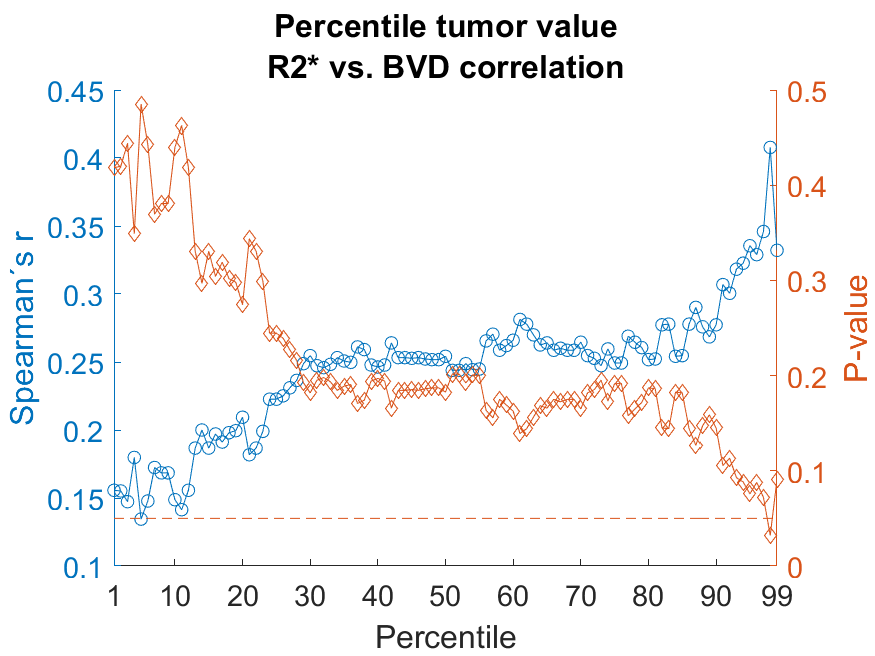 Percentile tumor value
R2* vs. BVD correlation
0.45
0.4
0.35
0.3
0.25
0.2
0.15
0.1
Spearman´s r
0.5
0.4
0.3
0.2
0.1
0
P-value
1 10 20 30 40 50 60 70 80 90 99
Percentile